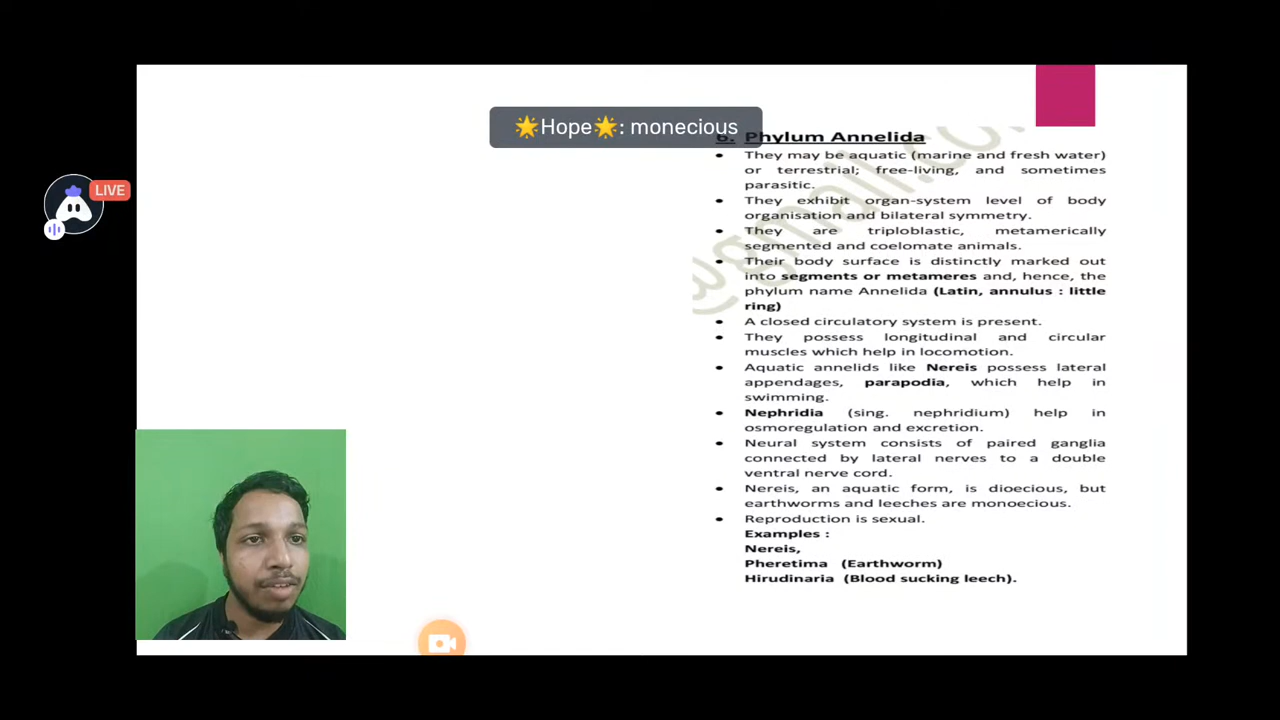 🌟Hope🌟: monecious
LIVE
6. Phylum Annelida
• They may be aquatic (marine and fresh water)
or terrestrial; free-living, and sometimes
parasitic.
• They exhibit organ-system level of body
organisation and bilateral symmetry.
• They are triploblastic, metamerically
segmented and coelomate animals.
• Their body surface is distinctly marked out
into segments or metameres and, hence, the
phylum name Annelida (Latin, annulus : little
ring)
• A closed circulatory system is present.
• They possess longitudinal and circular
muscles which help in locomotion.
• Aquatic annelids like Nereis possess lateral
appendages, parapodia, which help in
swimming.
• Nephridia (sing. nephridium) help in
osmoregulation and excretion.
• Neural system consists of paired ganglia
connected by lateral nerves to a double
ventral nerve cord.
• Nereis, an aquatic form, is dioecious, but
earthworms and leeches are monoecious.
• Reproduction is sexual.
Examples :
Nereis,
Pheretima (Earthworm)
Hirudinaria (Blood sucking leech).
@gmail.co